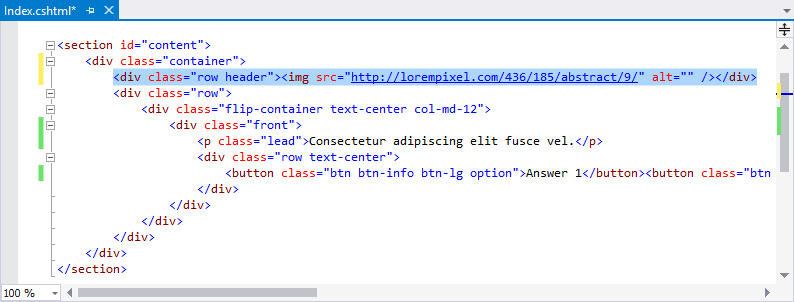 Index.cshtml*
<section id="content">
<div class="container">
<div class="row header"><img src="http://lorempixel.com/436/185/abstract/9/" alt="" /></div>
<div class="row">
<div class="flip-container text-center col-md-12">
<div class="front">
<p class="lead">Consectetur adipiscing elit fusce vel.</p>
<div class="row text-center">
<button class="btn btn-info btn-lg option">Answer 1</button><button class="btn
</div>
</div>
</div>
</div>
</div>
</section>
100 %